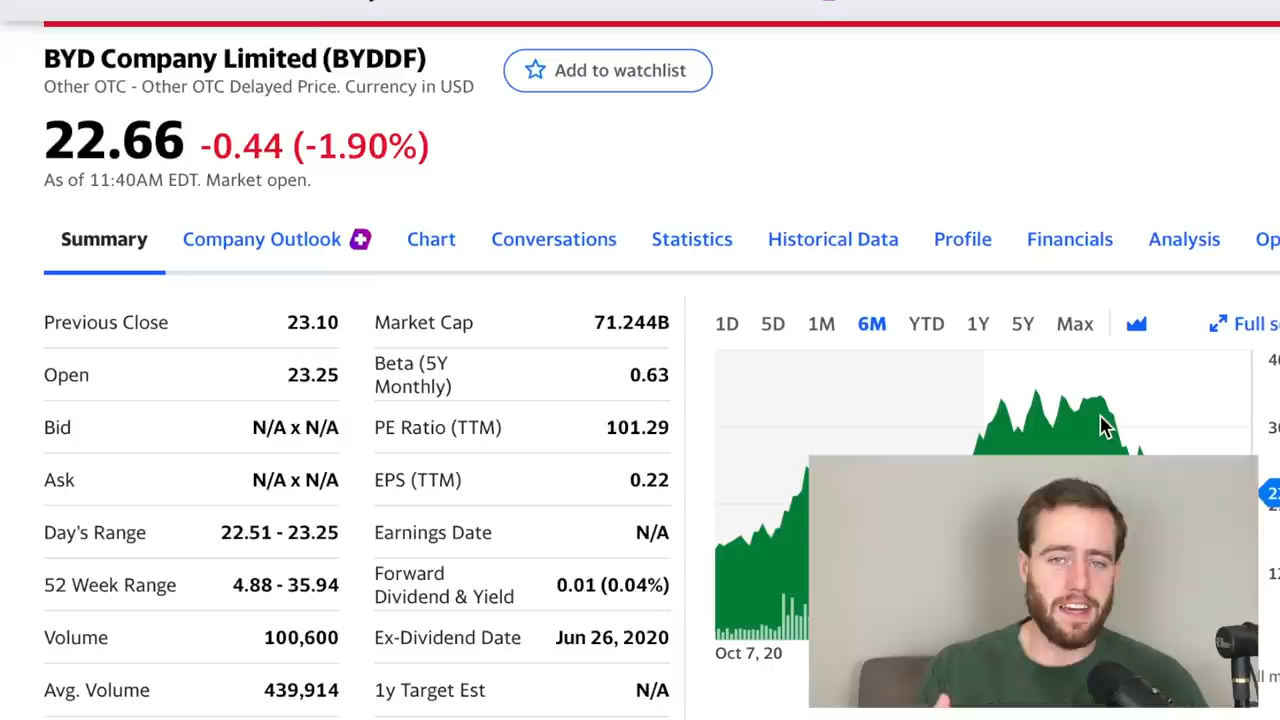 BYD Company Limited (BYDDF)
Add to watchlist
Other OTC - Other OTC Delayed Price. Currency in USD
22.66 -0.44 (-1.90%)
As of 11:40AM EDT. Market open.
Summary Company Outlook Chart Conversations Statistics Historical Data Profile Financials Analysis Op
Previous Close 23.10
Open 23.25
Bid N/A x N/A
Ask N/A x N/A
Day's Range 22.51 - 23.25
52 Week Range 4.88 - 35.94
Volume 100,600
Avg. Volume 439,914
Market Cap 71.244B
Beta (5Y
Monthly) 0.63
PE Ratio (TTM) 101.29
EPS (TTM) 0.22
Earnings Date N/A
Forward
Dividend & Yield 0.01 (0.04%)
Ex-Dividend Date Jun 26, 2020
1y Target Est N/A
1D 5D 1M 6M YTD 1Y 5Y Max Full s
Oct 7, 20